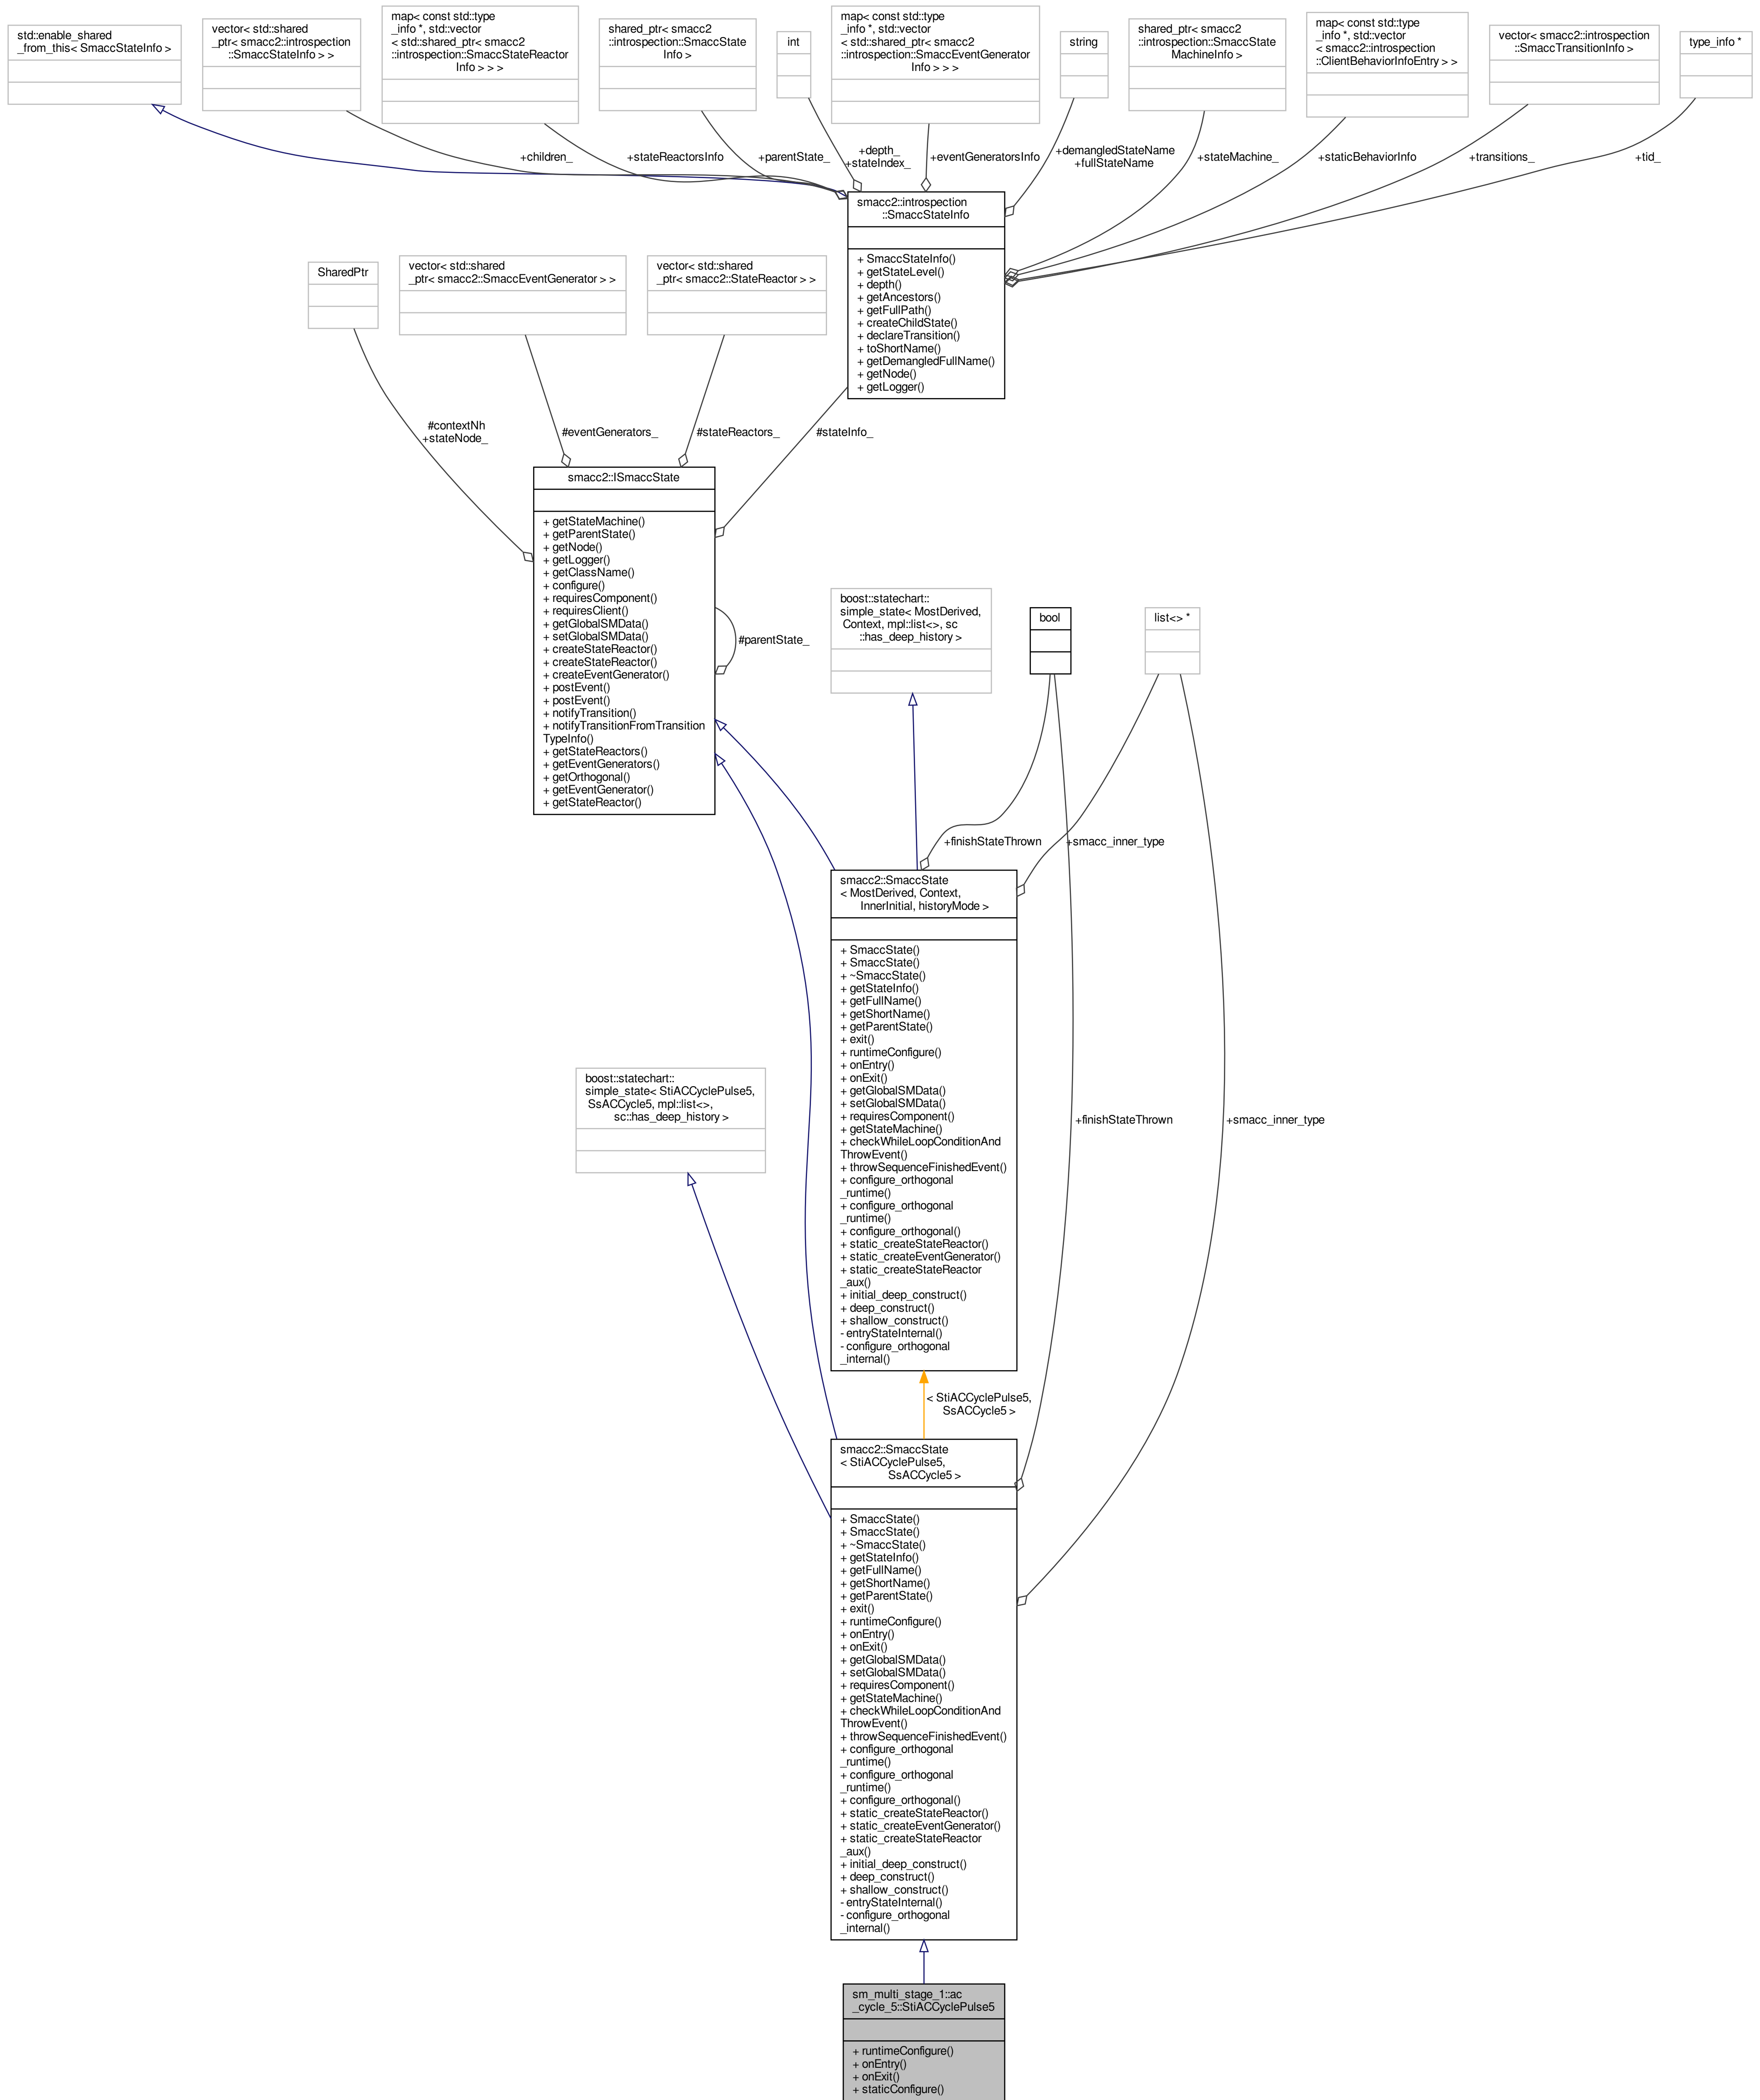 std::enable_shared
_from_this< SmaccStateInfo >
vector< std::shared
_ptr< smacc2::introspection
::SmaccStateInfo > >
map< const std::type
_info *, std::vector
< std::shared_ptr< smacc2
::introspection::SmaccStateReactor
Info > > >
shared_ptr< smacc2
::introspection::SmaccState
Info >
int
map< const std::type
_info *, std::vector
< std::shared_ptr< smacc2
::introspection::SmaccEventGenerator
Info > > >
string
shared_ptr< smacc2
::introspection::SmaccState
MachineInfo >
map< const std::type
_info *, std::vector
< smacc2::introspection
::ClientBehaviorInfoEntry > >
vector< smacc2::introspection
::SmaccTransitionInfo >
type_info *
+children_
+stateReactorsInfo
+parentState_
+depth_
+stateIndex_
+eventGeneratorsInfo
+demangledStateName
+fullStateName
+stateMachine_
+staticBehaviorInfo
+transitions_
+tid_
smacc2::introspection
::SmaccStateInfo
+ SmaccStateInfo()
+ getStateLevel()
+ depth()
+ getAncestors()
+ getFullPath()
+ createChildState()
+ declareTransition()
+ toShortName()
+ getDemangledFullName()
+ getNode()
+ getLogger()
SharedPtr
vector< std::shared
_ptr< smacc2::SmaccEventGenerator > >
vector< std::shared
_ptr< smacc2::StateReactor > >
#contextNh
+stateNode_
#eventGenerators_
#stateReactors_
#stateInfo_
smacc2::ISmaccState
+ getStateMachine()
+ getParentState()
+ getNode()
+ getLogger()
+ getClassName()
+ configure()
+ requiresComponent()
+ requiresClient()
+ getGlobalSMData()
+ setGlobalSMData()
+ createStateReactor()
+ createStateReactor()
+ createEventGenerator()
+ postEvent()
+ postEvent()
+ notifyTransition()
+ notifyTransitionFromTransition
TypeInfo()
+ getStateReactors()
+ getEventGenerators()
+ getOrthogonal()
+ getEventGenerator()
+ getStateReactor()
#parentState_
boost::statechart::
simple_state< MostDerived,
Context, mpl::list<>, sc
::has_deep_history >
bool
list<> *
+finishStateThrown
+smacc_inner_type
smacc2::SmaccState
< MostDerived, Context,
InnerInitial, historyMode >
+ SmaccState()
+ SmaccState()
+ ~SmaccState()
+ getStateInfo()
+ getFullName()
+ getShortName()
+ getParentState()
+ exit()
+ runtimeConfigure()
+ onEntry()
+ onExit()
+ getGlobalSMData()
+ setGlobalSMData()
+ requiresComponent()
+ getStateMachine()
+ checkWhileLoopConditionAnd
ThrowEvent()
+ throwSequenceFinishedEvent()
+ configure_orthogonal
_runtime()
+ configure_orthogonal
_runtime()
+ configure_orthogonal()
+ static_createStateReactor()
+ static_createEventGenerator()
+ static_createStateReactor
_aux()
+ initial_deep_construct()
+ deep_construct()
+ shallow_construct()
- entryStateInternal()
- configure_orthogonal
_internal()
boost::statechart::
simple_state< StiACCyclePulse5,
SsACCycle5, mpl::list<>,
sc::has_deep_history >
+finishStateThrown
+smacc_inner_type
< StiACCyclePulse5,
SsACCycle5 >
smacc2::SmaccState
< StiACCyclePulse5,
SsACCycle5 >
+ SmaccState()
+ SmaccState()
+ ~SmaccState()
+ getStateInfo()
+ getFullName()
+ getShortName()
+ getParentState()
+ exit()
+ runtimeConfigure()
+ onEntry()
+ onExit()
+ getGlobalSMData()
+ setGlobalSMData()
+ requiresComponent()
+ getStateMachine()
+ checkWhileLoopConditionAnd
ThrowEvent()
+ throwSequenceFinishedEvent()
+ configure_orthogonal
_runtime()
+ configure_orthogonal
_runtime()
+ configure_orthogonal()
+ static_createStateReactor()
+ static_createEventGenerator()
+ static_createStateReactor
_aux()
+ initial_deep_construct()
+ deep_construct()
+ shallow_construct()
- entryStateInternal()
- configure_orthogonal
_internal()
sm_multi_stage_1::ac
_cycle_5::StiACCyclePulse5
+ runtimeConfigure()
+ onEntry()
+ onExit()
+ staticConfigure()